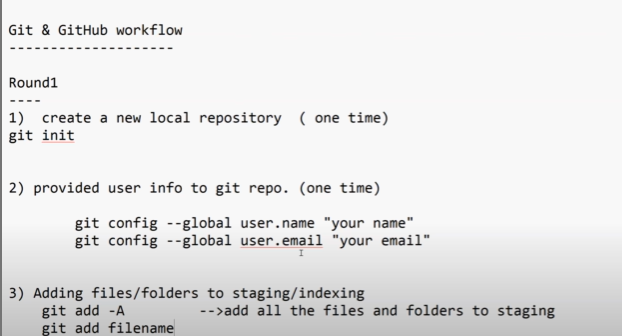 Git & GitHub workflow
--------------------
Round1
----
1)  create a new local repository  ( one time)
git init
2) provided user info to git repo. (one time)
git config --global user.name "your name"
git config --global user.email "your email"
3) Adding files/folders to staging/indexing
git add -A         -->add all the files and folders to staging
git add filename